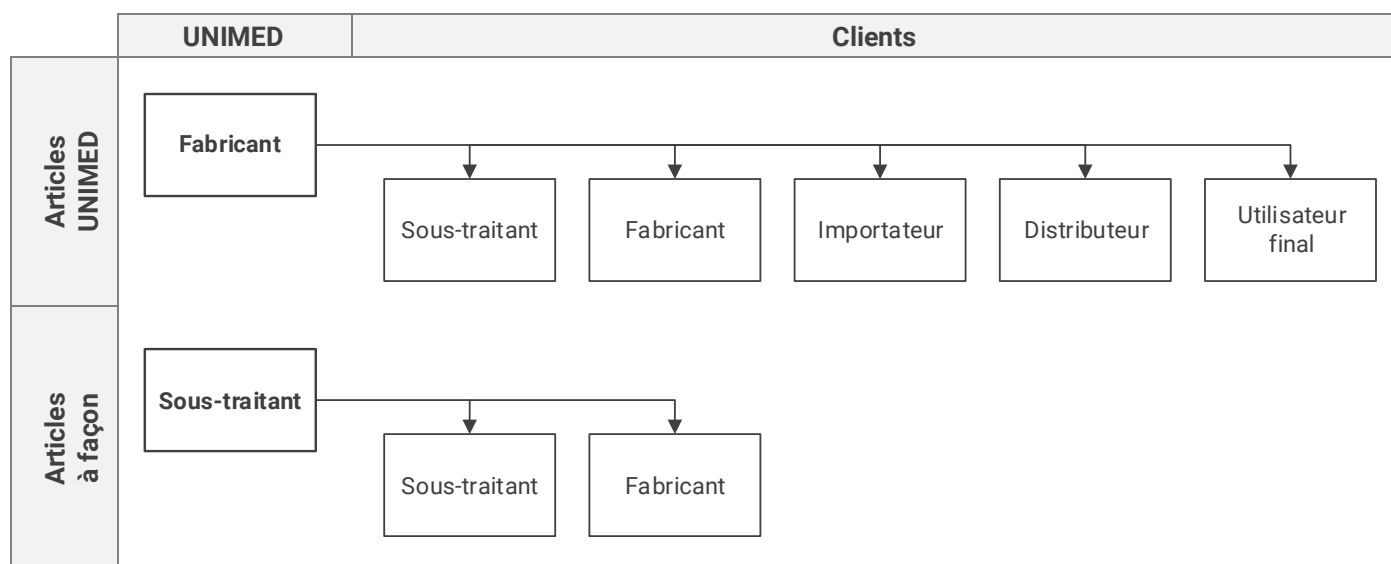 UNIMED
Clients
Articles
UNIMED
Fabricant
Sous-traitant
Fabricant
Importateur
Distributeur
Utilisateur
final
Articles
à façon
Sous-traitant
Sous-traitant
Fabricant